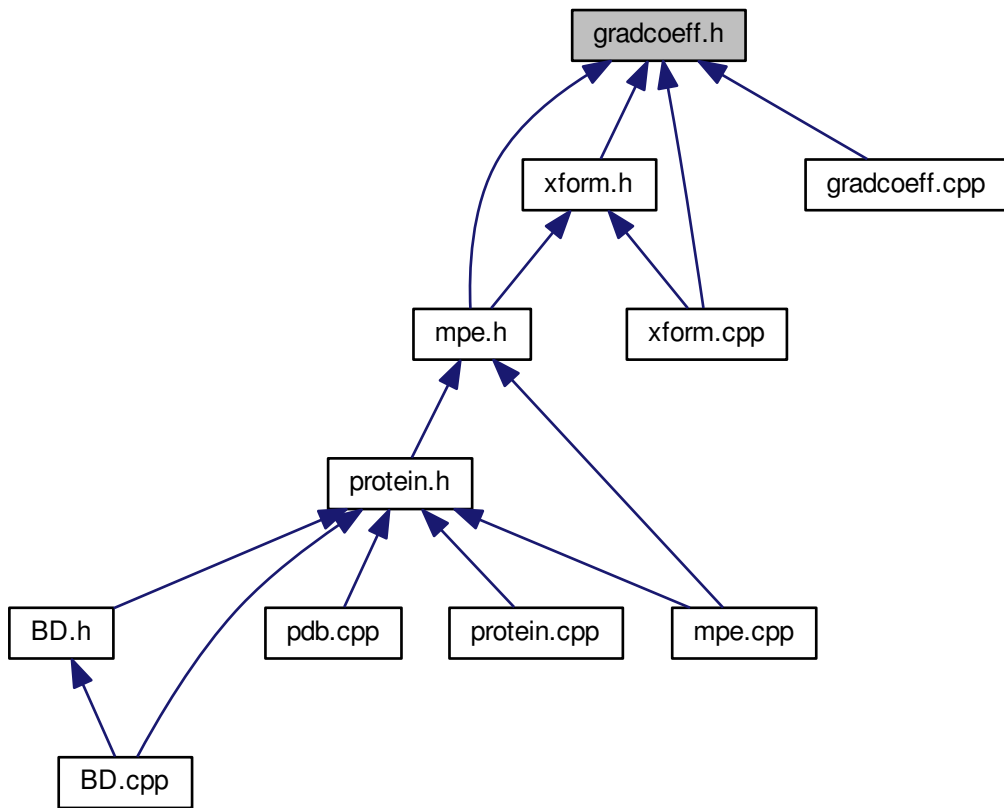 gradcoeff.h
xform.h
gradcoeff.cpp
mpe.h
xform.cpp
protein.h
BD.h
pdb.cpp
protein.cpp
mpe.cpp
BD.cpp